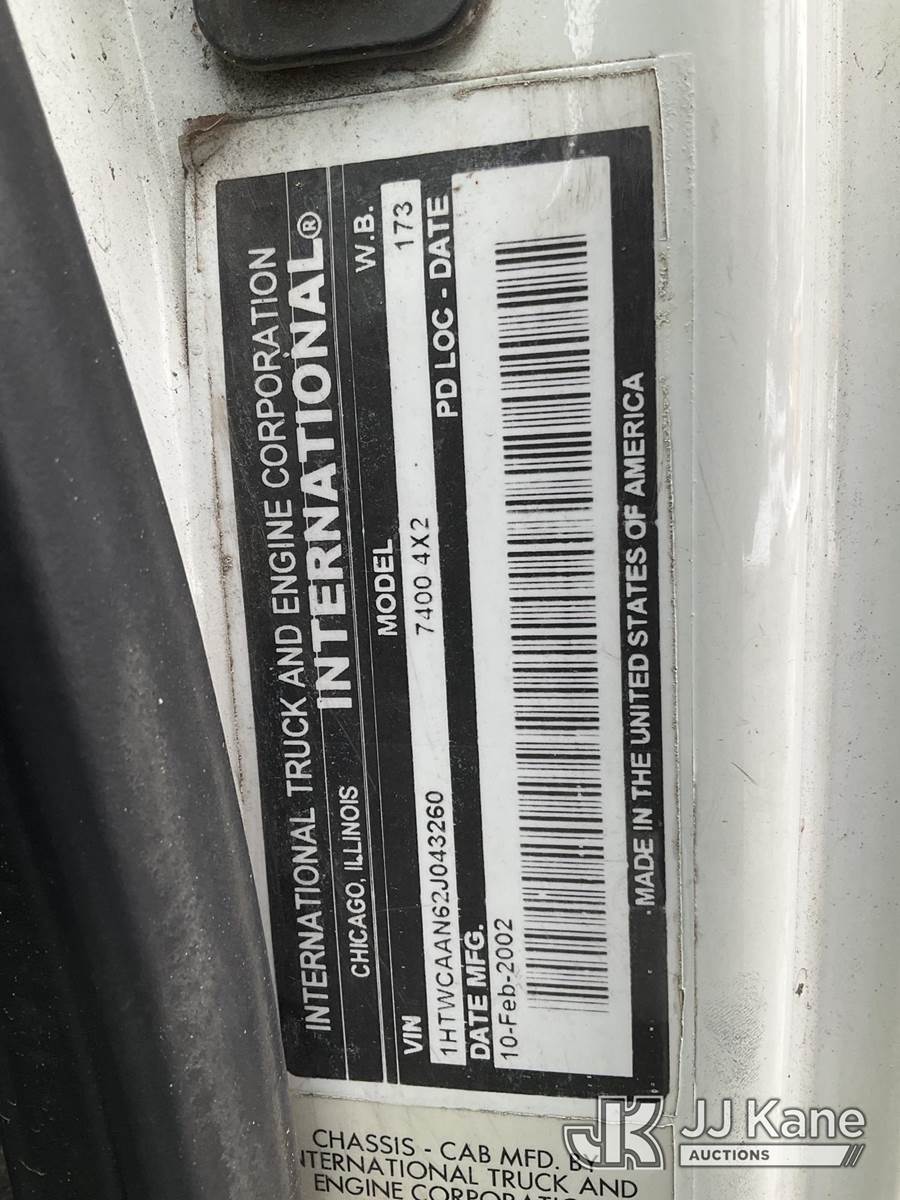 INTERNATIONAL TRUCK AND ENGINE CORPORATION
INTERNATIONAL®
CHICAGO, ILLINOIS
VIN MODEL W.B.
1HTWCAAN62J043260 7400 4X2 173
DATE MFG. PD LOC - DATE
10-Feb-2002
MADE IN THE UNITED STATES OF AMERICA
CHASSIS - CAB MFD. BY
INTERNATIONAL TRUCK AND
ENGINE
JK JJ Kane
AUCTIONS